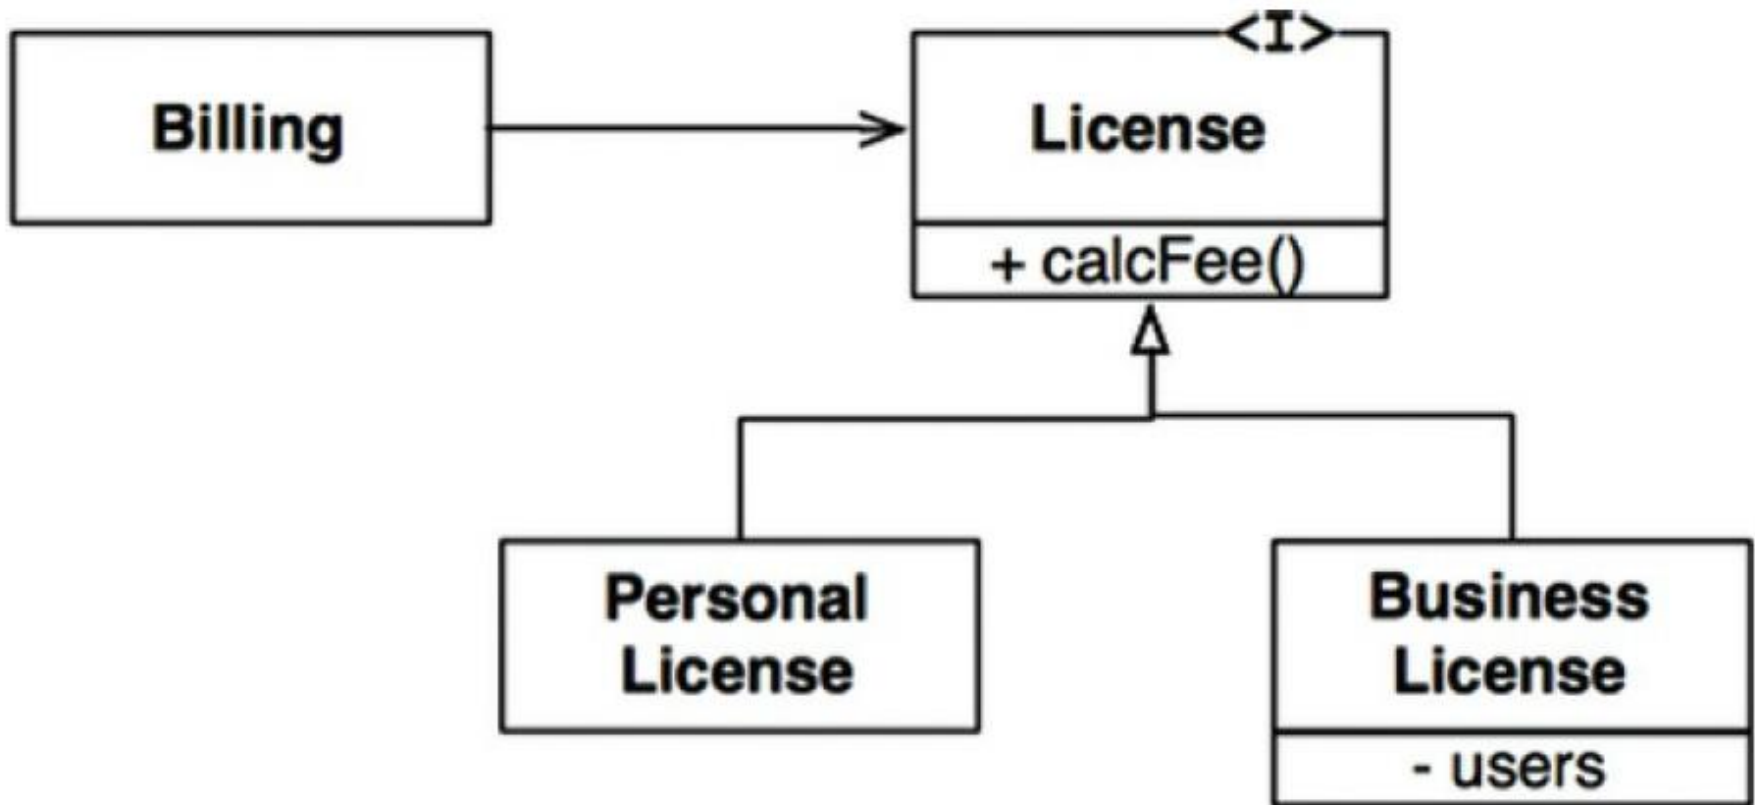 Billing
<I>
License
+ calcFee()
Personal
License
Business
License
- users